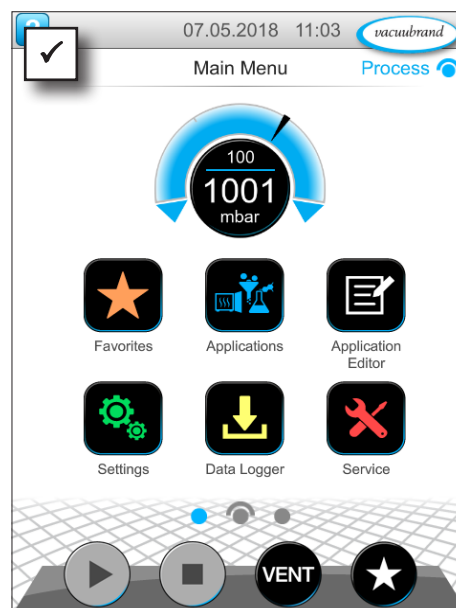 07.05.2018 11:03 vacuubrand
Main Menu Process
100
1001
mbar
Favorites Applications Application Editor
Settings Data Logger Service
VENT